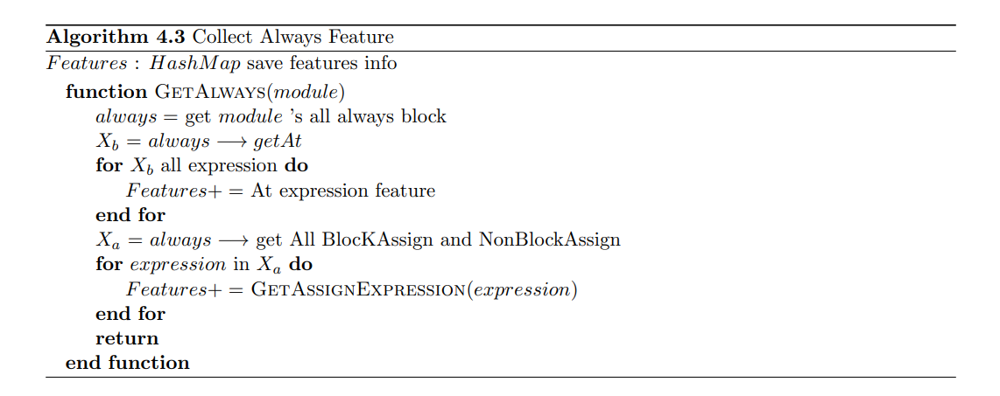 Algorithm 4.3 Collect Always Feature
Features : HashMap save features info
function GETALWAYS(module)
always = get module 's all always block
X_b = always ⟶ getAt
for X_b all expression do
Features+ = At expression feature
end for
X_a = always ⟶ get All BlocKAssign and NonBlockAssign
for expression in X_a do
Features+ = GETASSIGNEXPRESSION(expression)
end for
return
end function